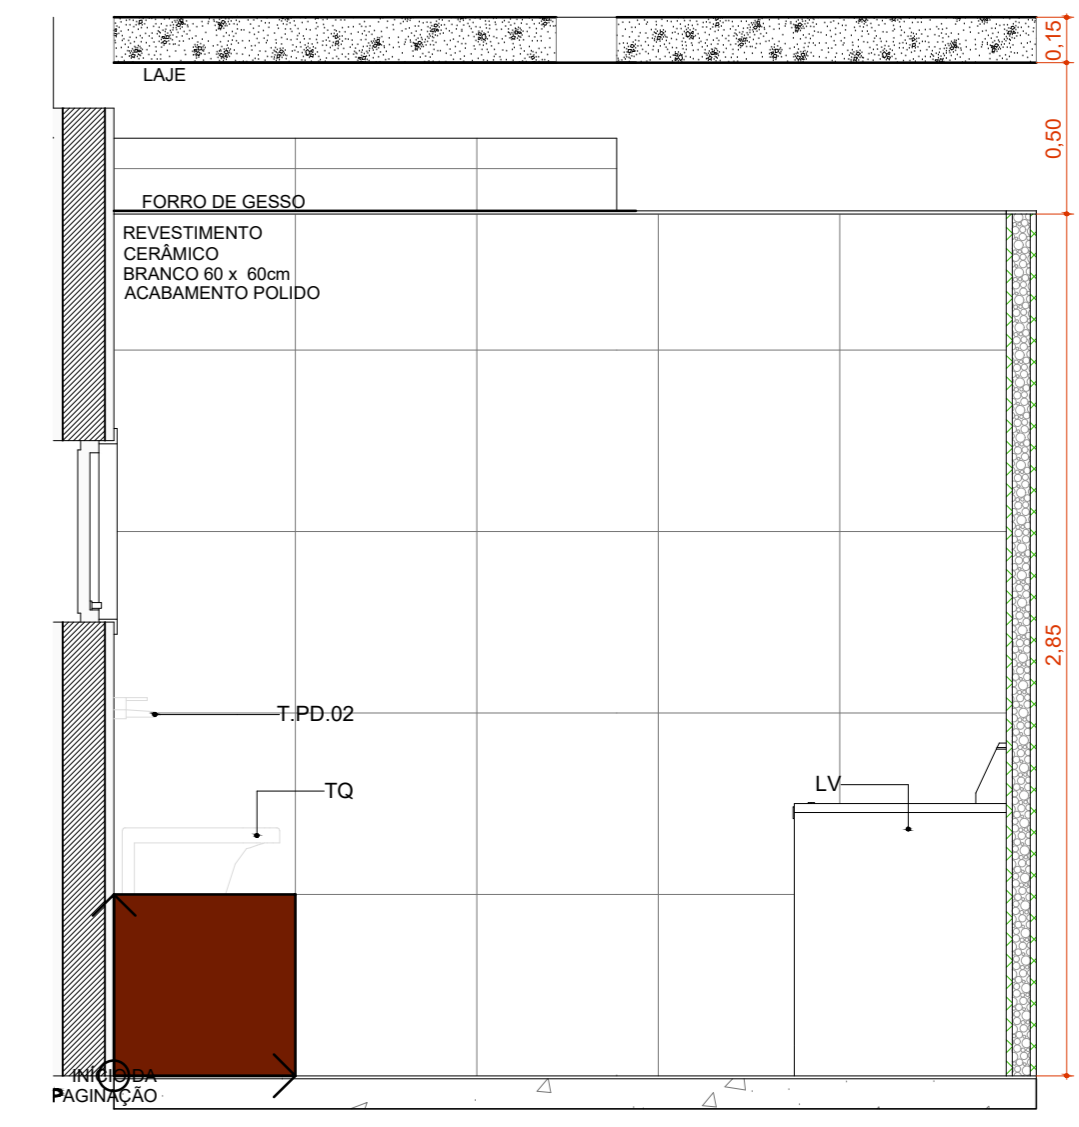 0,15
LAJE
0,50
FORRO DE GESSO
REVESTIMENTO
CERÂMICO
BRANCO 60 x 60cm
ACABAMENTO POLIDO
2,85
T.PD.02
LV
TQ
INÍCIO DA
PAGINAÇÃO